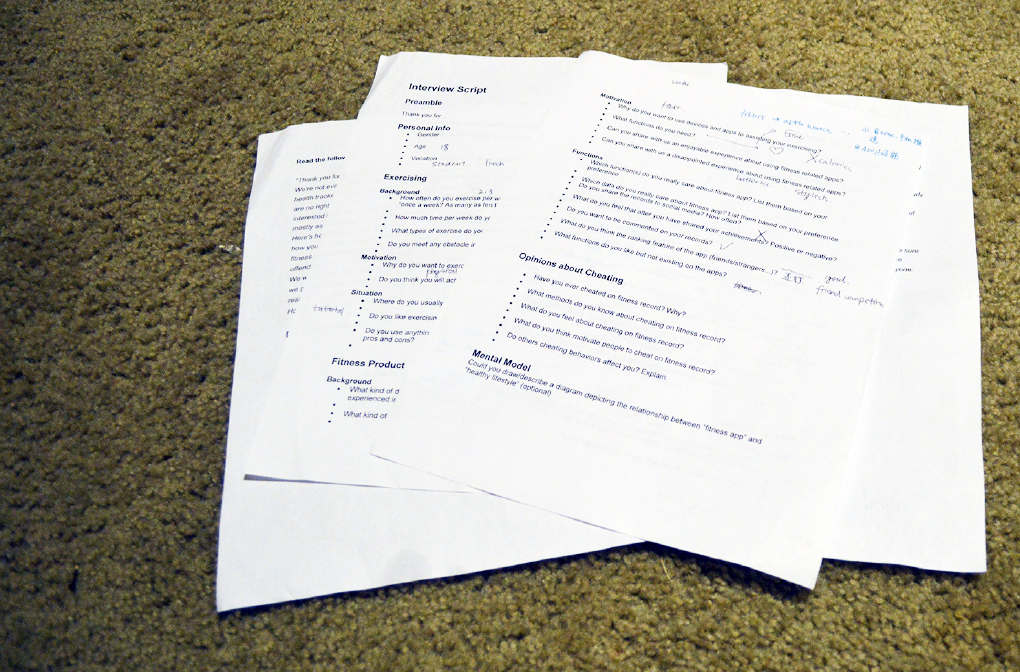 Read the follow
"Thank you for
We're not eve
health tracke
are no right
interested i
mostly as
Here's ho
how you
fitness
offend
We a
we
rea
Ho
Interview Script
Preamble
Thank you for
Personal info
Gender
Age 18
Vocation
Student fresh
Exercising
Background 2.3
How often do you exercise per w
"once a week? As many as ten t
How much time per week do yo
What types of exercise do you
Do you meet any obstacle in
Motivation
Why do you want to exerc
Do you think you will act
Situation
Where do you usually
Do you like exercisin
Do you use anythin
pros and cons?
Fitness Product
Background
What kind of d
experienced in
What kind of
social
Motivation
Why do you want to use devices and apps to assisting your exercising?
What functions do you need?
time
Can you share with us an enjoyable experience about using fitness related apps?
calories
Can you share with us a disappointed experience about using fitness related apps?
Functions
Which function(s) do you really care about fitness app? List them based on your
preference
Which data do you really care about fitness app? List them based on your preference.
Do you share the records to social media? How often?
What do you feel that after you have shared your achievements? Positive or negative?
Do you want to be commented on your records?
What do you think the ranking feature of the app (friends/strangers...)?
good
What functions do you like but not existing on the apps?
friend competition
Opinions about Cheating
Have you ever cheated on fitness record? Why?
What methods do you know about cheating on fitness record?
What do you feel about cheating on fitness record?
What do you think motivate people to cheat on fitness record?
Do others cheating behaviors affect you? Explain.
Mental Model
Could you draw/describe a diagram depicting the relationship between "fitness app" and
"healthy lifestyle" (optional)
a sure
yone.